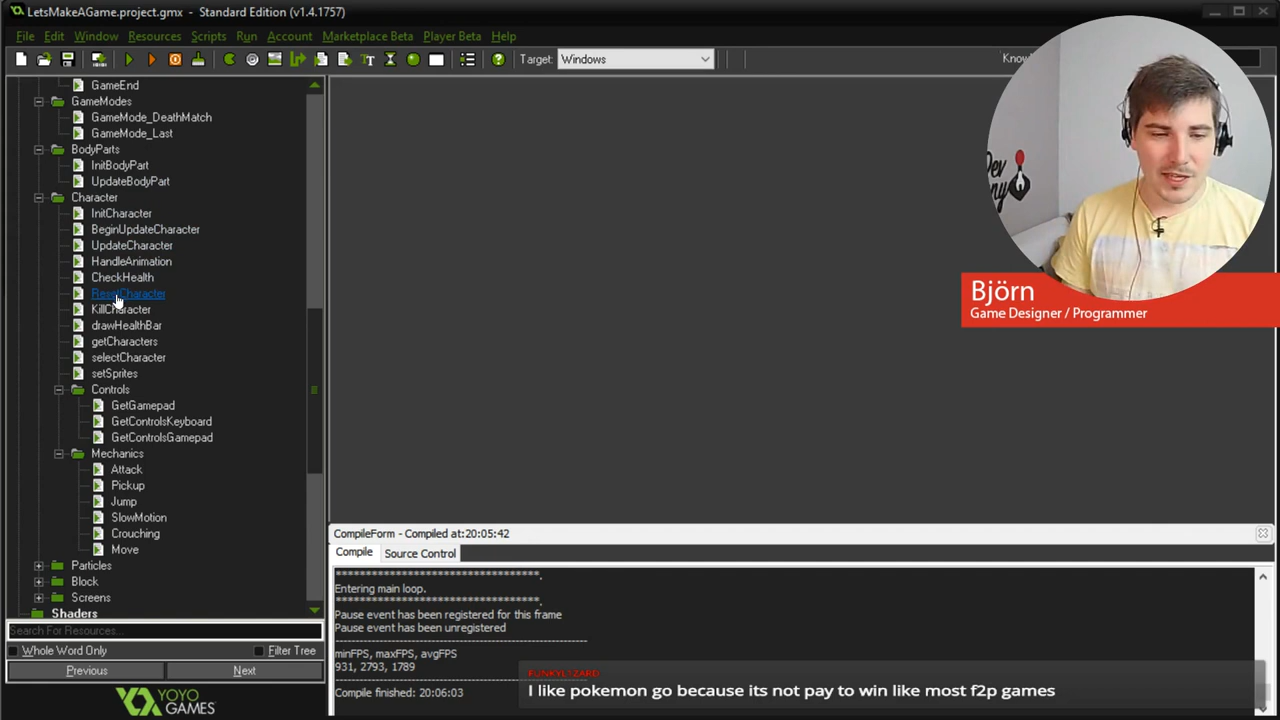 LetsMakeAGame.project.gmx - Standard Edition (v1.4.1757)
File Edit Window Resources Scripts Run Account Marketplace Beta Player Beta Help
Target: Windows
GameEnd
GameModes
GameMode_DeathMatch
GameMode_Last
BodyParts
InitBodyPart
UpdateBodyPart
Character
InitCharacter
BeginUpdateCharacter
UpdateCharacter
HandleAnimation
CheckHealth
ResetCharacter
KillCharacter
drawHealthBar
getCharacters
selectCharacter
setSprites
Controls
GetGamepad
GetControlsKeyboard
GetControlsGamepad
Mechanics
Attack
Pickup
Jump
SlowMotion
Crouching
Move
Particles
Block
Screens
Shaders
Search For Resources...
Whole Word Only
Filter Tree
Previous
Next
YOYO
GAMES
Björn
Game Designer / Programmer
CompileForm - Compiled at:20:05:42
Compile
Source Control
Entering main loop.
Pause event has been registered for this frame
Pause event has been unregistered
minFPS, maxFPS, avgFPS
931, 2793, 1789
Compile finished: 20:06:03
FUNKYLYZARD
I like pokemon go because its not pay to win like most f2p games